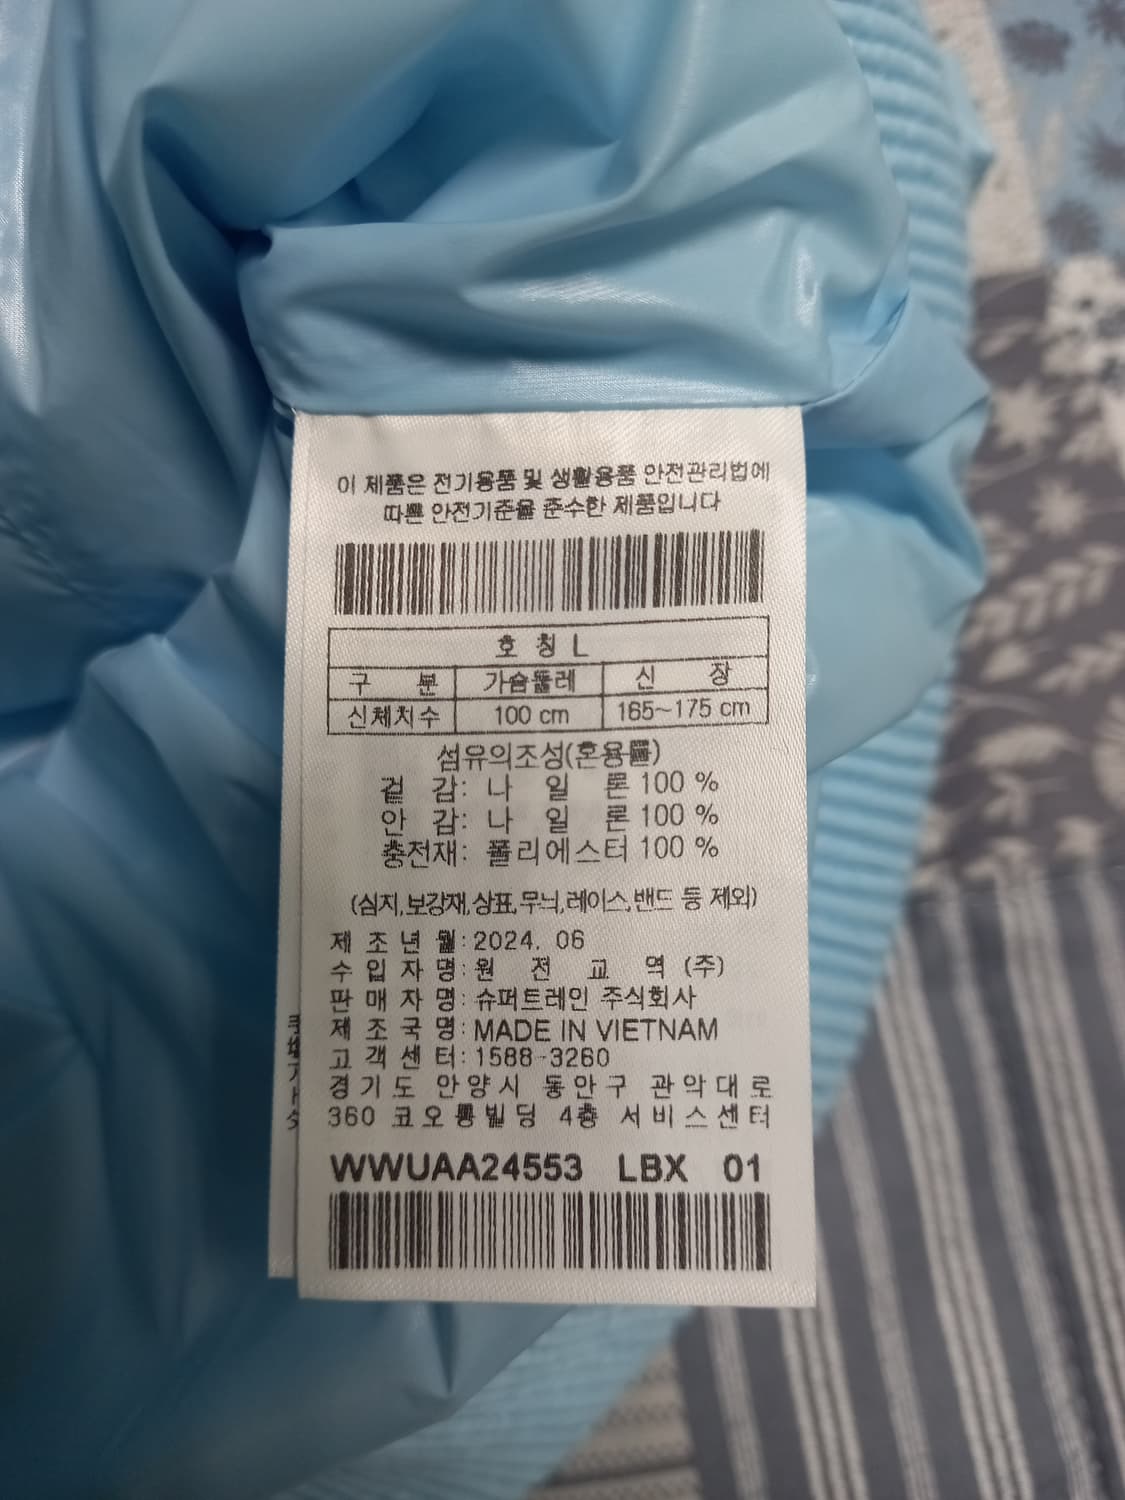 이 제품은 전기용품 및 생활용품 안전관리법에
따른 안전기준을 준수한 제품입니다
호 칭 L
구 분 가슴둘레 신 장
신체치수 100 cm 165~175 cm
섬유의조성(혼용률)
겉 감: 나 일 론 100 %
안 감: 나 일 론 100 %
충전재: 폴리에스터 100 %
(심지,보강재,상표,무늬,레이스,밴드 등 제외)
제 조 년 월: 2024. 06
수 입 자 명: 원 전 교 역 (주)
판 매 자 명: 슈퍼트레인 주식회사
제 조 국 명: MADE IN VIETNAM
고 객 센 터: 1588-3260
경기도 안양시 동안구 관악대로
360 코오롱빌딩 4층 서비스센터
WWUAA24553 LBX 01